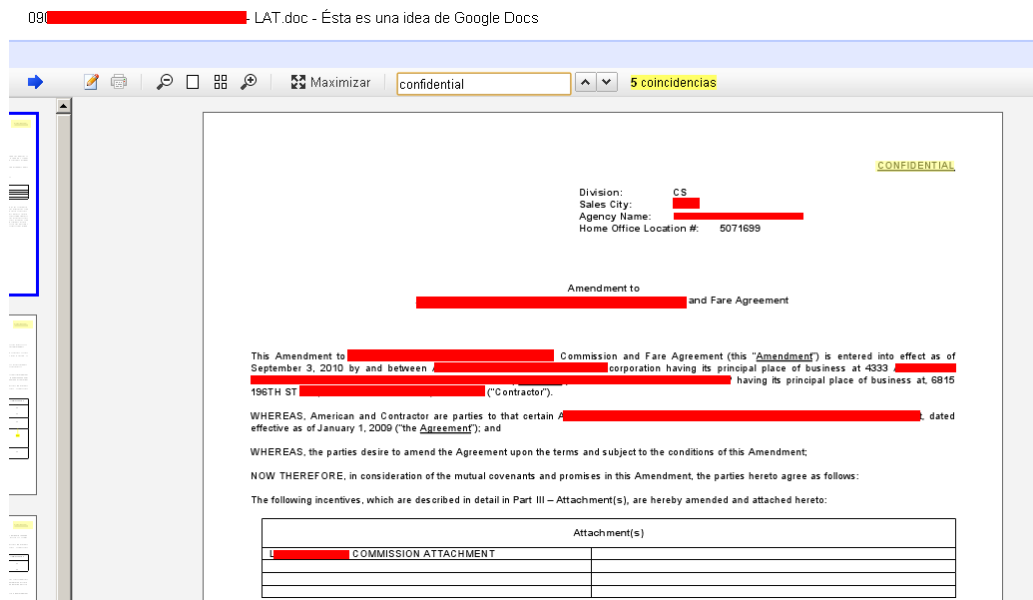 090 - LAT.doc - Ésta es una idea de Google Docs
Maximizar confidential 5 coincidencias
CONFIDENTIAL
Division: CS
Sales City:
Agency Name:
Home Office Location #: 5071699
Amendment to
and Fare Agreement
This Amendment to Commission and Fare Agreement (this "Amendment") is entered into effect as of
September 3, 2010 by and between corporation having its principal place of business at 4333
having its principal place of business at, 6815
196TH ST ("Contractor").
WHEREAS, American and Contractor are parties to that certain A , dated
effective as of January 1, 2009 ("the Agreement"); and
WHEREAS, the parties desire to amend the Agreement upon the terms and subject to the conditions of this Amendment;
NOW THEREFORE, in consideration of the mutual covenants and promises in this Amendment, the parties hereto agree as follows:
The following incentives, which are described in detail in Part III – Attachment(s), are hereby amended and attached hereto:
Attachment(s)
L COMMISSION ATTACHMENT